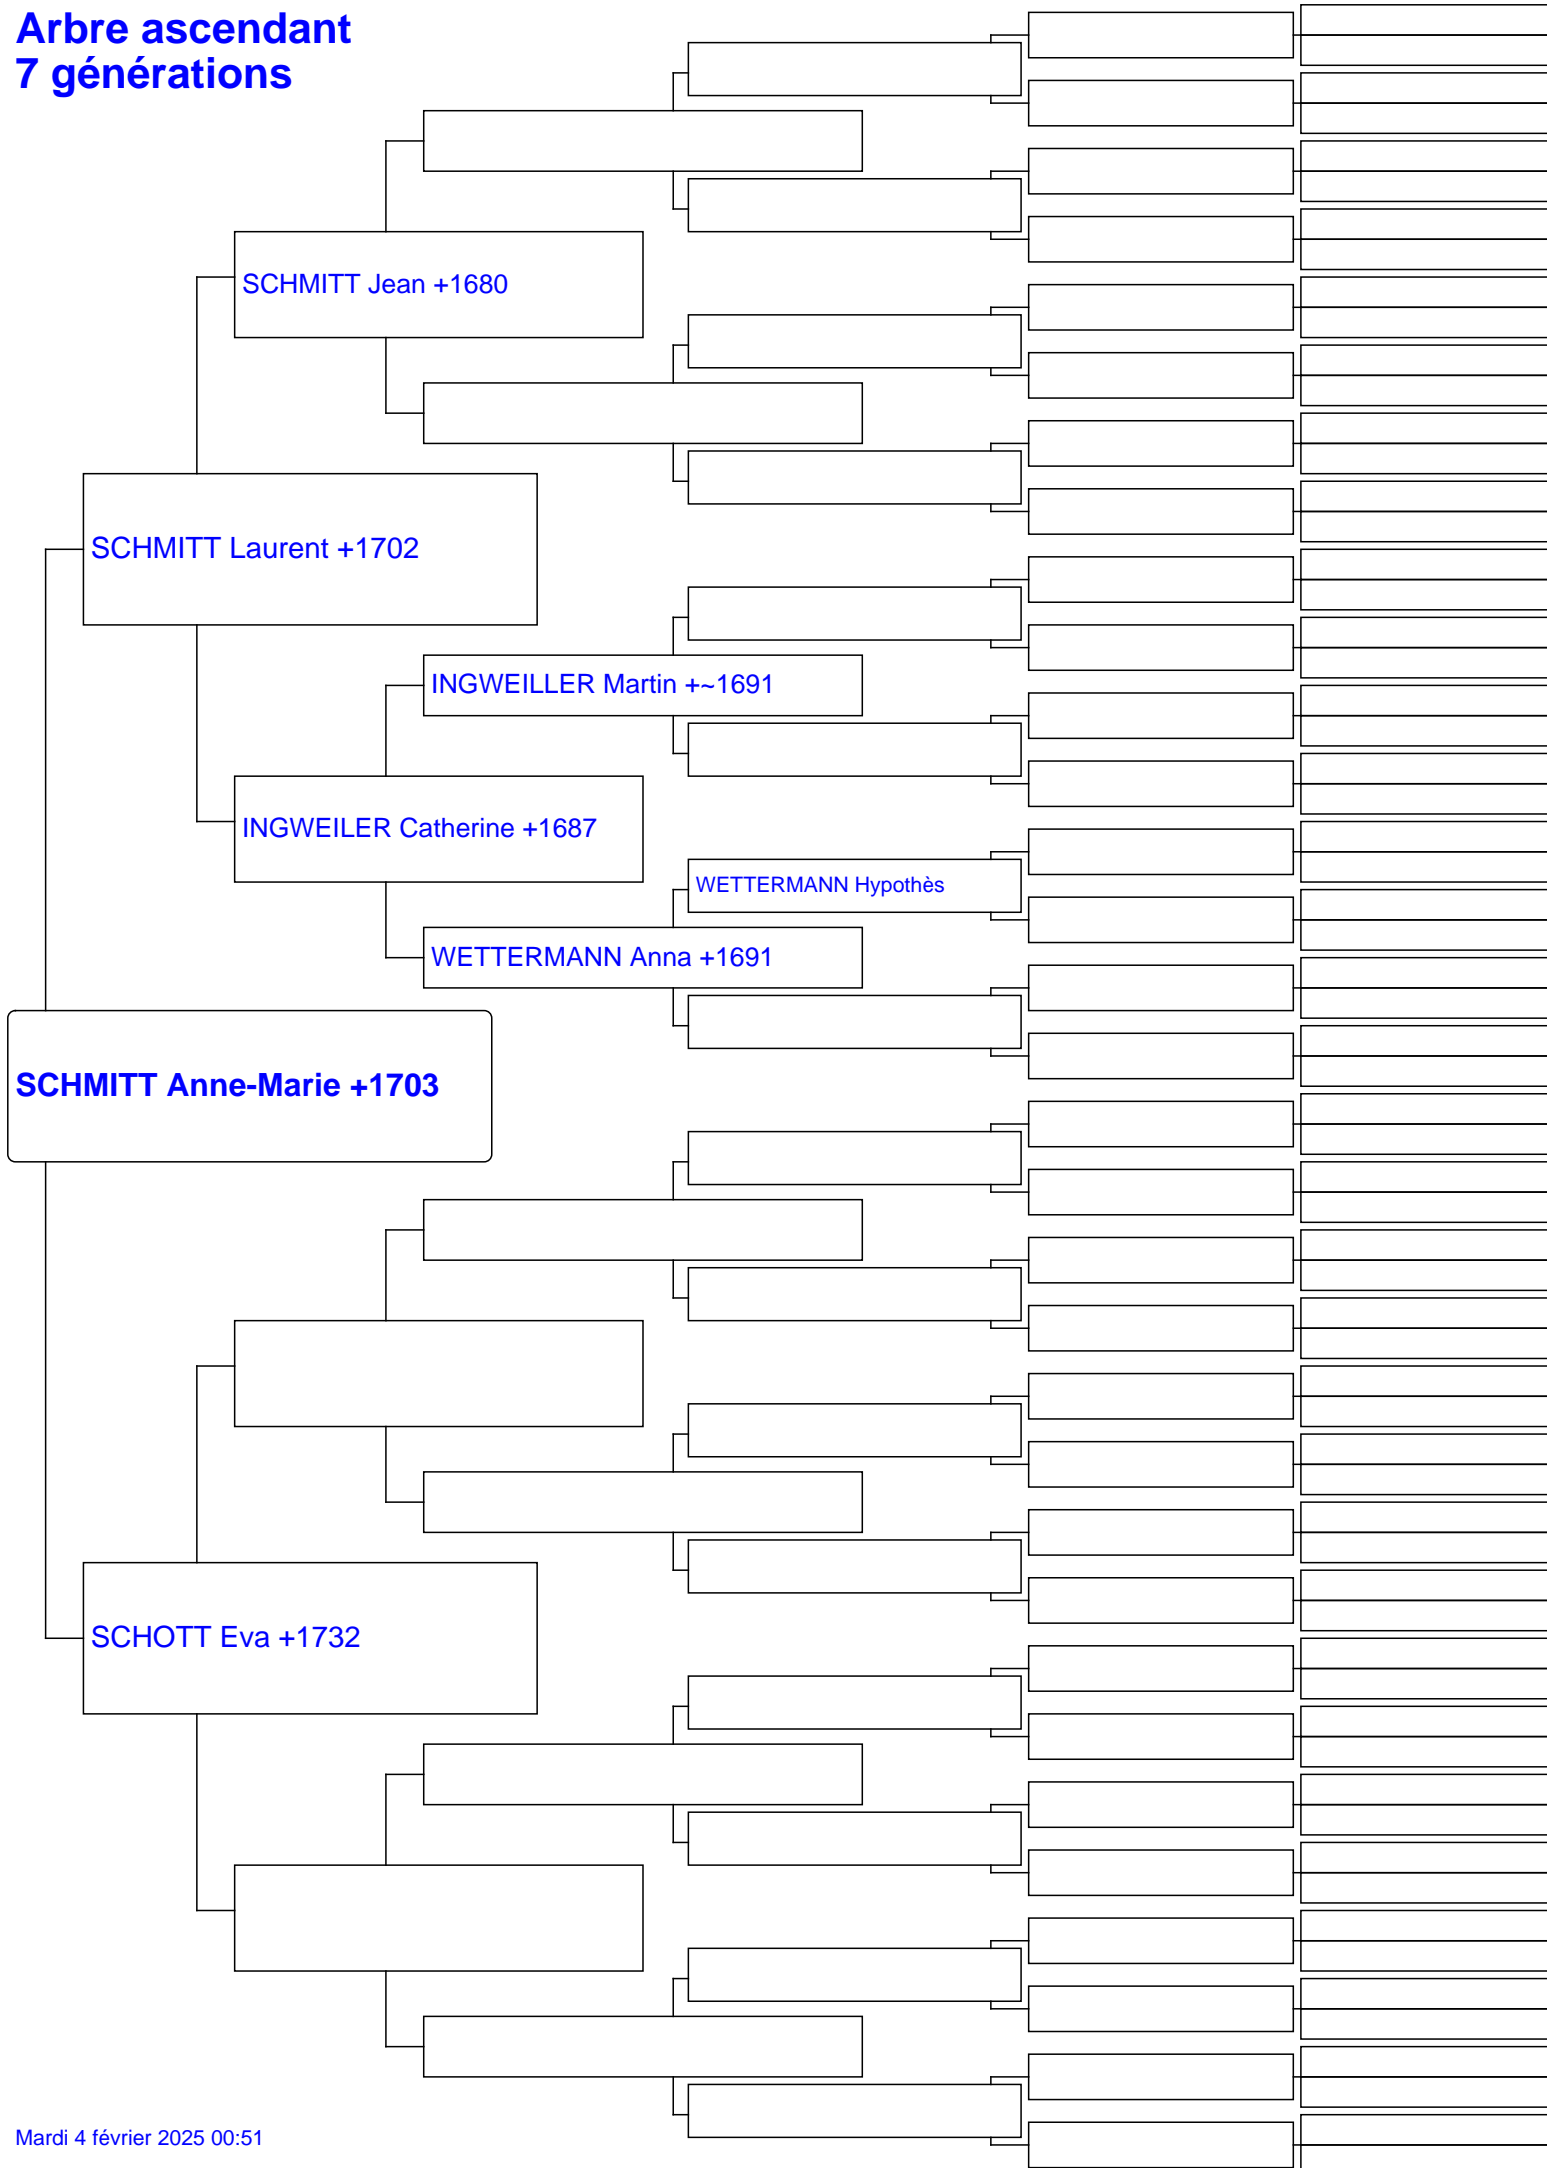 Arbre ascendant
7 générations
SCHMITT Jean +1680
SCHMITT Laurent +1702
INGWEILLER Martin +~1691
INGWEILER Catherine +1687
WETTERMANN Hypothès
WETTERMANN Anna +1691
SCHMITT Anne-Marie +1703
SCHOTT Eva +1732
Mardi 4 février 2025 00:51